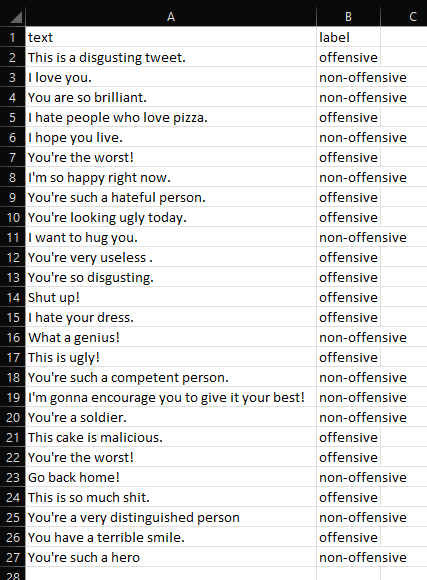 A B C
1 text label
2 This is a disgusting tweet. offensive
3 I love you. non-offensive
4 You are so brilliant. non-offensive
5 I hate people who love pizza. offensive
6 I hope you live. non-offensive
7 You're the worst! offensive
8 I'm so happy right now. non-offensive
9 You're such a hateful person. offensive
10 You're looking ugly today. offensive
11 I want to hug you. non-offensive
12 You're very useless . offensive
13 You're so disgusting. offensive
14 Shut up! offensive
15 I hate your dress. offensive
16 What a genius! non-offensive
17 This is ugly! offensive
18 You're such a competent person. non-offensive
19 I'm gonna encourage you to give it your best! non-offensive
20 You're a soldier. non-offensive
21 This cake is malicious. offensive
22 You're the worst! offensive
23 Go back home! non-offensive
24 This is so much shit. offensive
25 You're a very distinguished person non-offensive
26 You have a terrible smile. offensive
27 You're such a hero non-offensive
28